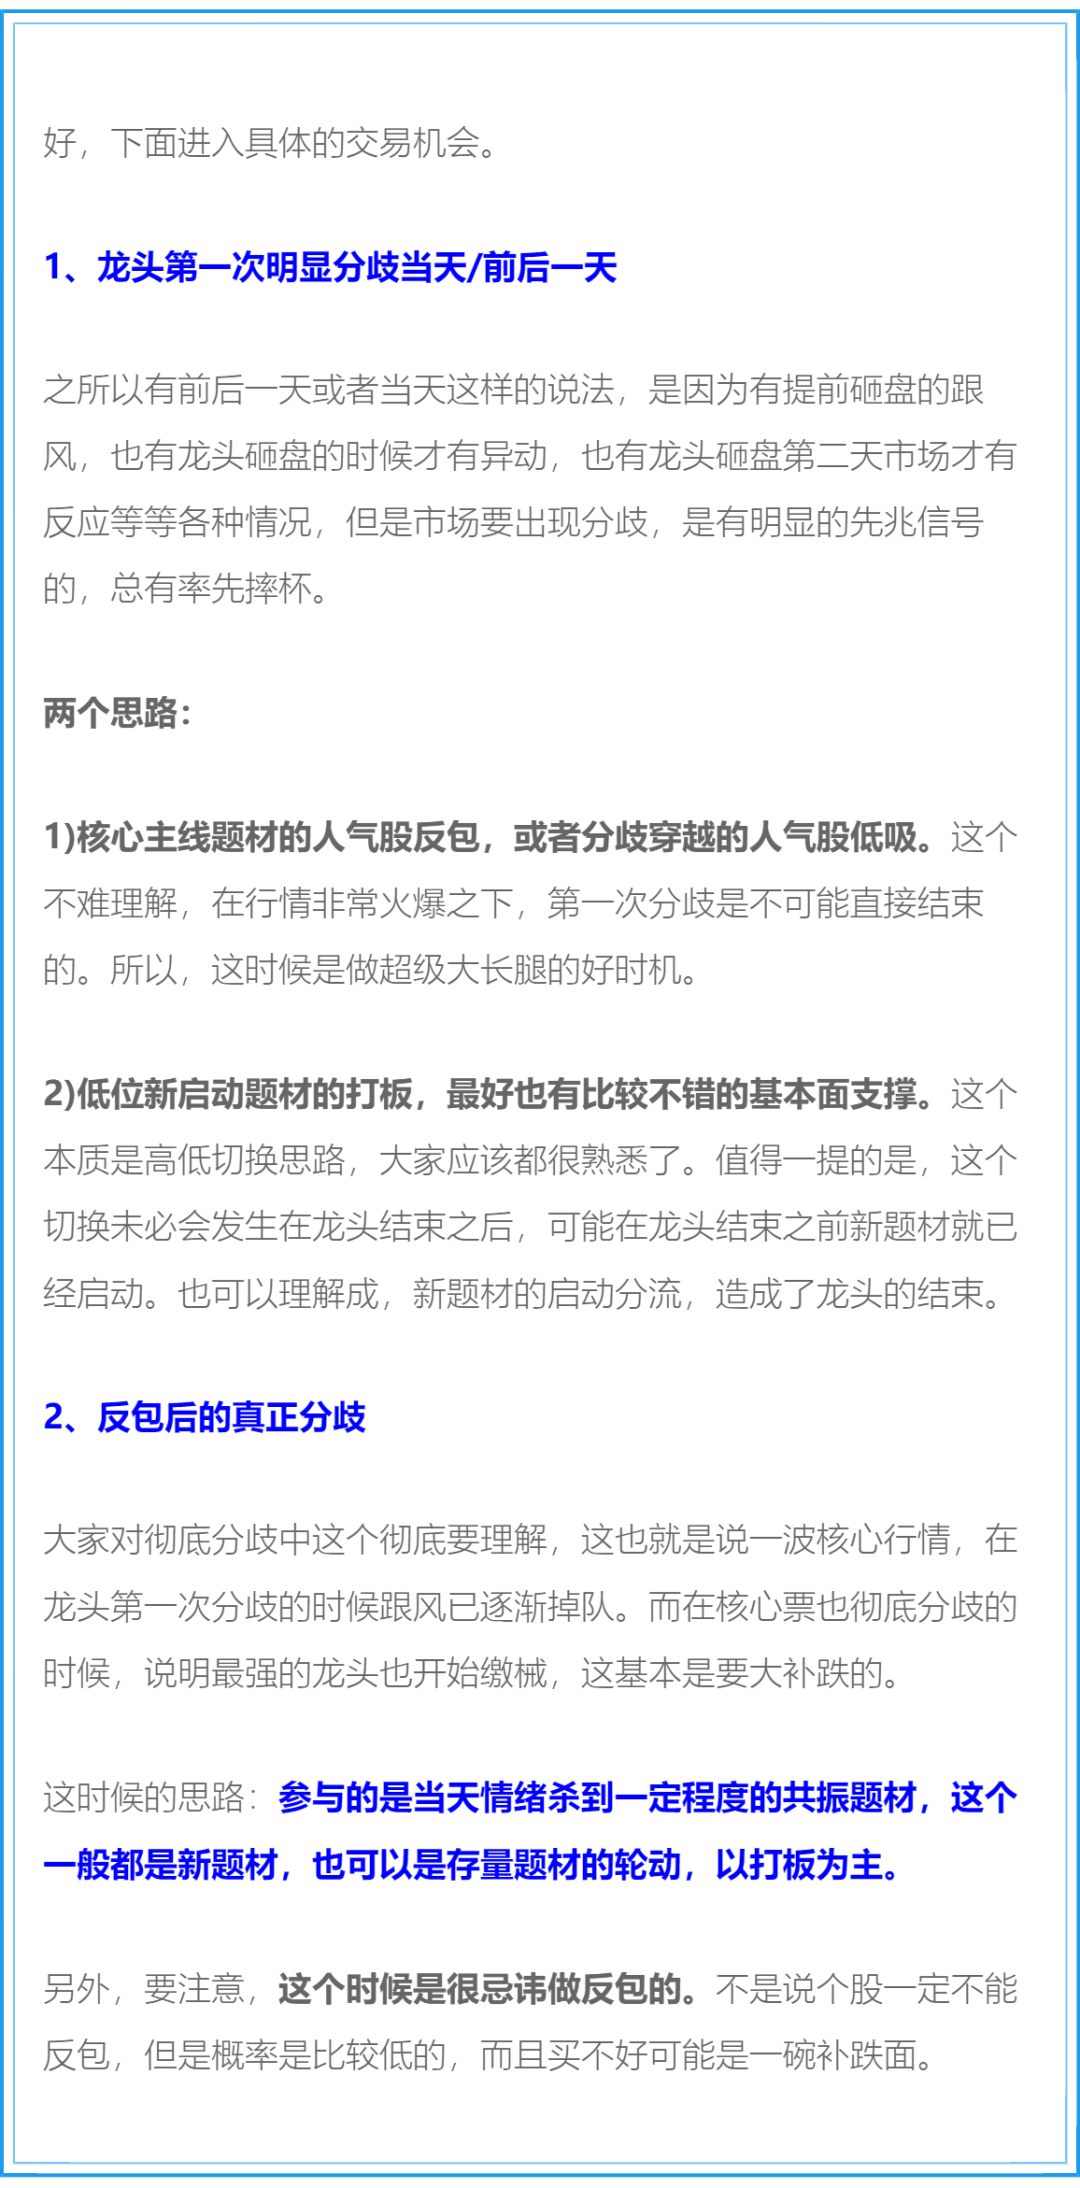 好，下面进入具体的交易机会。
1、龙头第一次明显分歧当天/前后一天
之所以有前后一天或者当天这样的说法，是因为有提前砸盘的跟
风，也有龙头砸盘的时候才有异动，也有龙头砸盘第二天市场才有
反应等等各种情况，但是市场要出现分歧，是有明显的先兆信号
的，总有率先摔杯。
两个思路：
1)核心主线题材的人气股反包，或者分歧穿越的人气股低吸。这个
不难理解，在行情非常火爆之下，第一次分歧是不可能直接结束
的。所以，这时候是做超级大长腿的好时机。
2)低位新启动题材的打板，最好也有比较不错的基本面支撑。这个
本质是高低切换思路，大家应该都很熟悉了。值得一提的是，这个
切换未必会发生在龙头结束之后，可能在龙头结束之前新题材就已
经启动。也可以理解成，新题材的启动分流，造成了龙头的结束。
2、反包后的真正分歧
大家对彻底分歧中这个彻底要理解，这也就是说一波核心行情，在
龙头第一次分歧的时候跟风已逐渐掉队。而在核心票也彻底分歧的
时候，说明最强的龙头也开始缴械，这基本是要大补跌的。
这时候的思路：参与的是当天情绪杀到一定程度的共振题材，这个
一般都是新题材，也可以是存量题材的轮动，以打板为主。
另外，要注意，这个时候是很忌讳做反包的。不是说个股一定不能
反包，但是概率是比较低的，而且买不好可能是一碗补跌面。